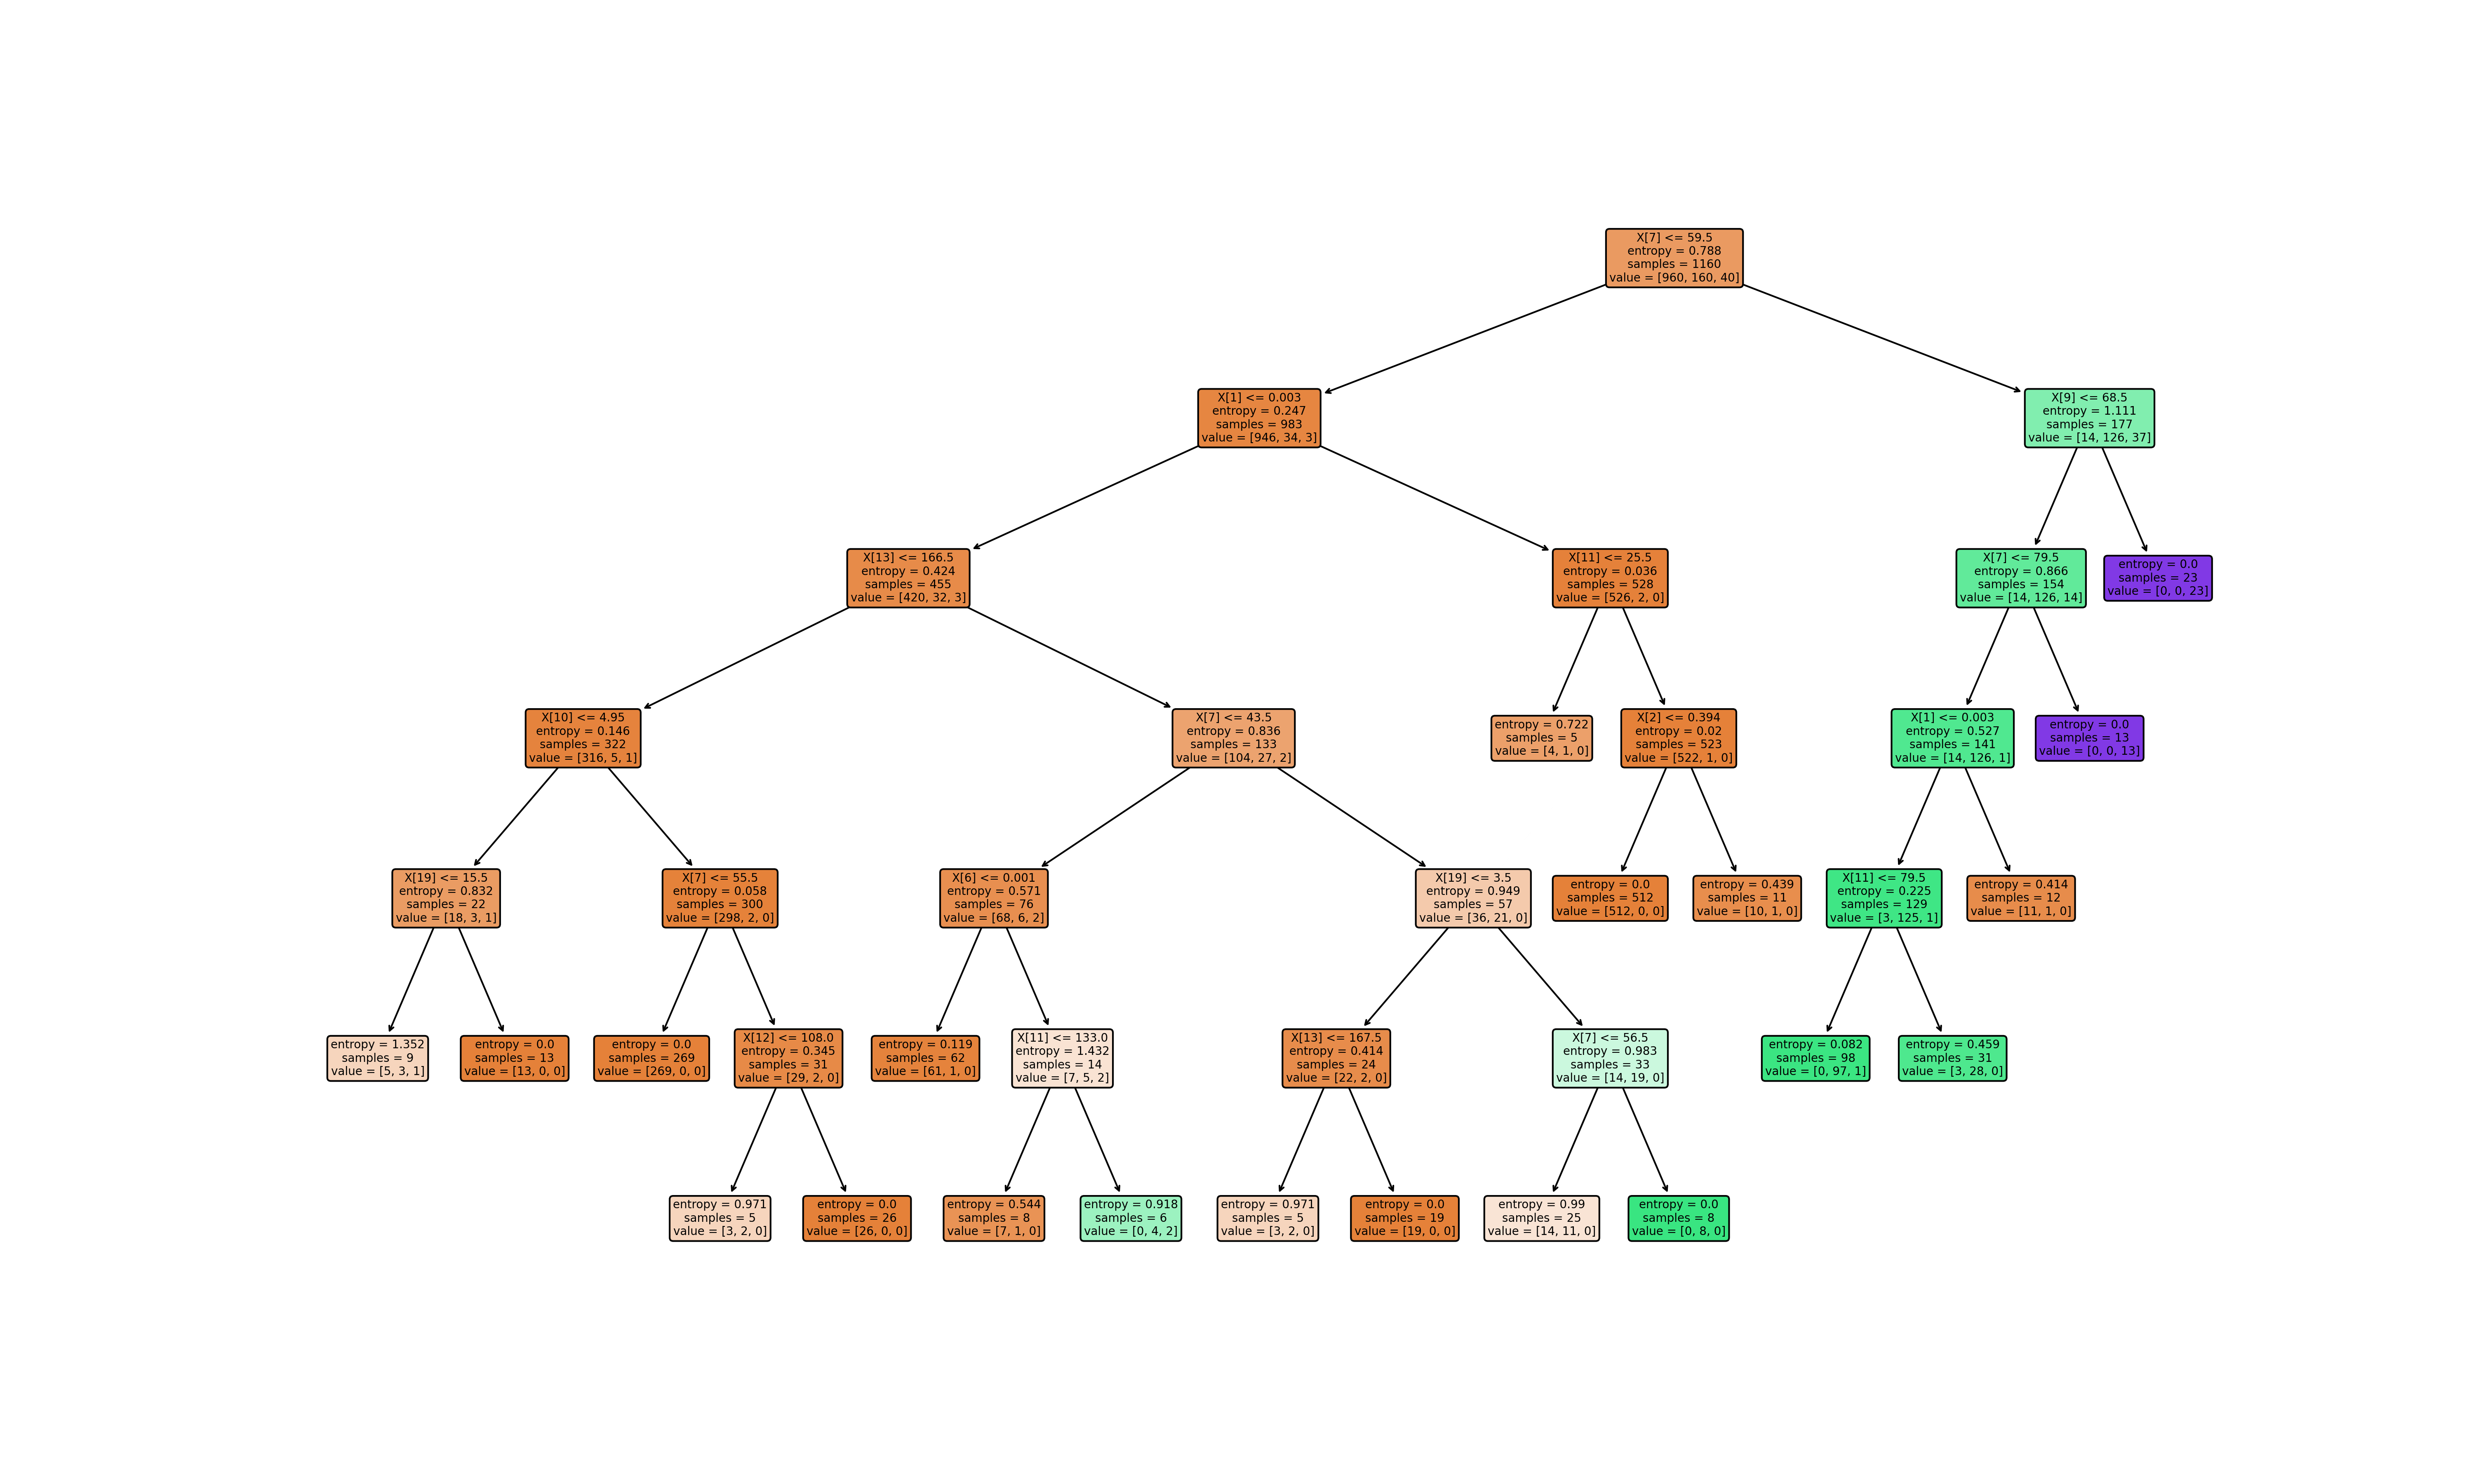 X[7] <= 59.5
entropy = 0.788
samples = 1160
value = [960, 160, 40]
X[1] <= 0.003
entropy = 0.247
samples = 983
value = [946, 34, 3]
X[9] <= 68.5
entropy = 1.111
samples = 177
value = [14, 126, 37]
X[13] <= 166.5
entropy = 0.424
samples = 455
value = [420, 32, 3]
X[11] <= 25.5
entropy = 0.036
samples = 528
value = [526, 2, 0]
X[7] <= 79.5
entropy = 0.866
samples = 154
value = [14, 126, 14]
entropy = 0.0
samples = 23
value = [0, 0, 23]
X[10] <= 4.95
entropy = 0.146
samples = 322
value = [316, 5, 1]
X[7] <= 43.5
entropy = 0.836
samples = 133
value = [104, 27, 2]
entropy = 0.722
samples = 5
value = [4, 1, 0]
X[2] <= 0.394
entropy = 0.02
samples = 523
value = [522, 1, 0]
X[1] <= 0.003
entropy = 0.527
samples = 141
value = [14, 126, 1]
entropy = 0.0
samples = 13
value = [0, 0, 13]
X[19] <= 15.5
entropy = 0.832
samples = 22
value = [18, 3, 1]
X[7] <= 55.5
entropy = 0.058
samples = 300
value = [298, 2, 0]
X[6] <= 0.001
entropy = 0.571
samples = 76
value = [68, 6, 2]
X[19] <= 3.5
entropy = 0.949
samples = 57
value = [36, 21, 0]
entropy = 0.0
samples = 512
value = [512, 0, 0]
entropy = 0.439
samples = 11
value = [10, 1, 0]
X[11] <= 79.5
entropy = 0.225
samples = 129
value = [3, 125, 1]
entropy = 0.414
samples = 12
value = [11, 1, 0]
entropy = 1.352
samples = 9
value = [5, 3, 1]
entropy = 0.0
samples = 13
value = [13, 0, 0]
entropy = 0.0
samples = 269
value = [269, 0, 0]
X[12] <= 108.0
entropy = 0.345
samples = 31
value = [29, 2, 0]
entropy = 0.119
samples = 62
value = [61, 1, 0]
X[11] <= 133.0
entropy = 1.432
samples = 14
value = [7, 5, 2]
X[13] <= 167.5
entropy = 0.414
samples = 24
value = [22, 2, 0]
X[7] <= 56.5
entropy = 0.983
samples = 33
value = [14, 19, 0]
entropy = 0.082
samples = 98
value = [0, 97, 1]
entropy = 0.459
samples = 31
value = [3, 28, 0]
entropy = 0.971
samples = 5
value = [3, 2, 0]
entropy = 0.0
samples = 26
value = [26, 0, 0]
entropy = 0.544
samples = 8
value = [7, 1, 0]
entropy = 0.918
samples = 6
value = [0, 4, 2]
entropy = 0.971
samples = 5
value = [3, 2, 0]
entropy = 0.0
samples = 19
value = [19, 0, 0]
entropy = 0.99
samples = 25
value = [14, 11, 0]
entropy = 0.0
samples = 8
value = [0, 8, 0]